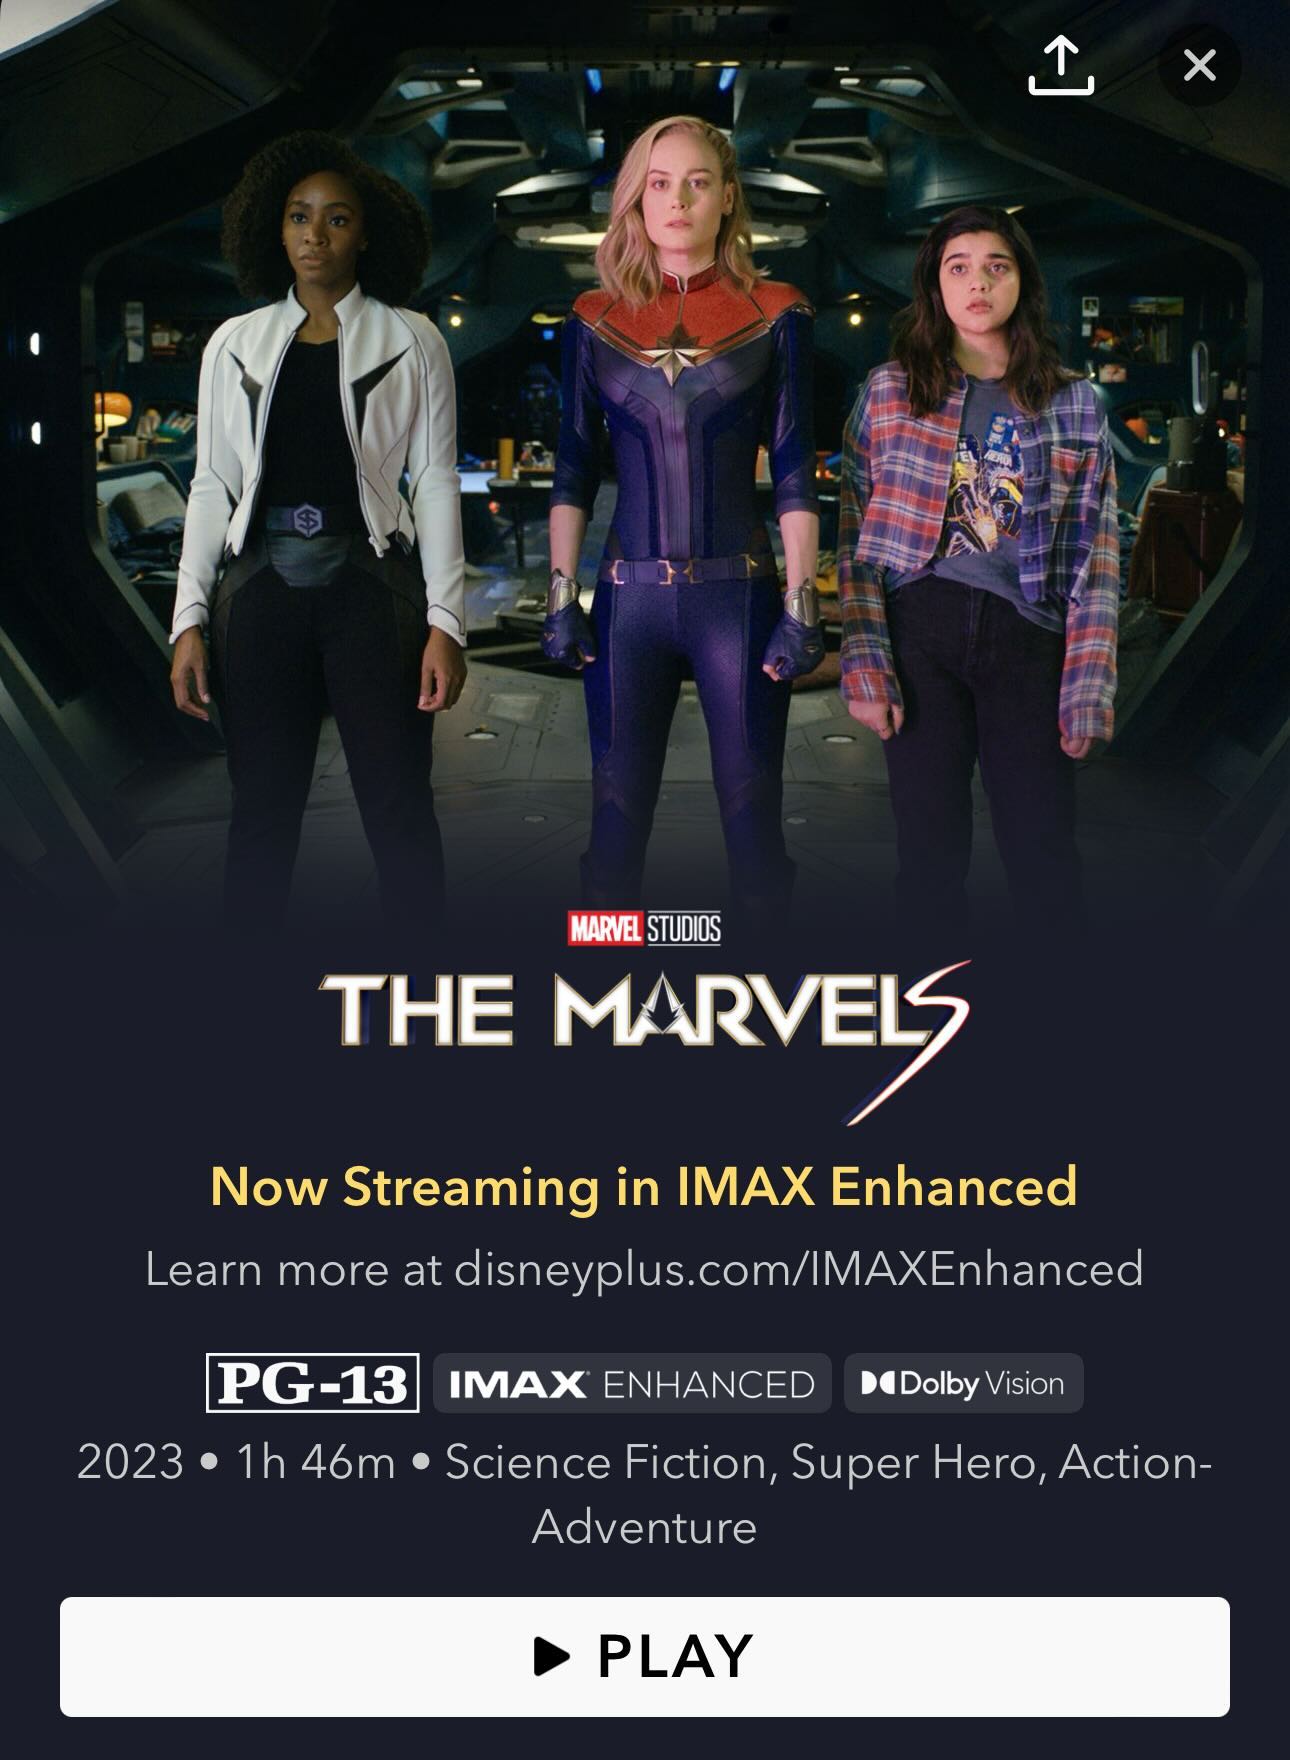 MARVEL STUDIOS
THE MARVELS
Now Streaming in IMAX Enhanced
Learn more at disneyplus.com/IMAXEnhanced
PG-13 IMAX ENHANCED Dolby Vision
2023 • 1h 46m • Science Fiction, Super Hero, Action-
Adventure
PLAY